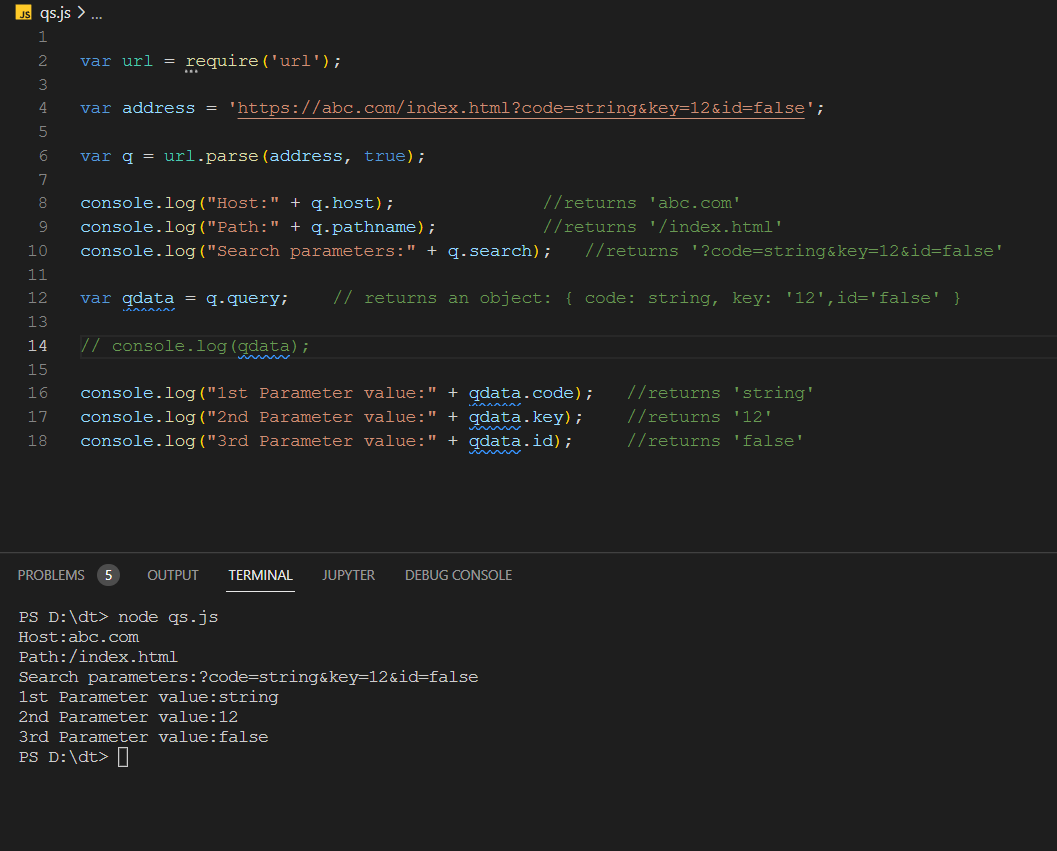 JS qs.js > ...
1
2 var url = require('url');
3
4 var address = 'https://abc.com/index.html?code=string&key=12&id=false';
5
6 var q = url.parse(address, true);
7
8 console.log("Host:" + q.host); //returns 'abc.com'
9 console.log("Path:" + q.pathname); //returns '/index.html'
10 console.log("Search parameters:" + q.search); //returns '?code=string&key=12&id=false'
11
12 var qdata = q.query; // returns an object: { code: string, key: '12',id='false' }
13
14 // console.log(qdata);
15
16 console.log("1st Parameter value:" + qdata.code); //returns 'string'
17 console.log("2nd Parameter value:" + qdata.key); //returns '12'
18 console.log("3rd Parameter value:" + qdata.id); //returns 'false'
PROBLEMS 5 OUTPUT TERMINAL JUPYTER DEBUG CONSOLE
PS D:\dt> node qs.js
Host:abc.com
Path:/index.html
Search parameters:?code=string&key=12&id=false
1st Parameter value:string
2nd Parameter value:12
3rd Parameter value:false
PS D:\dt>